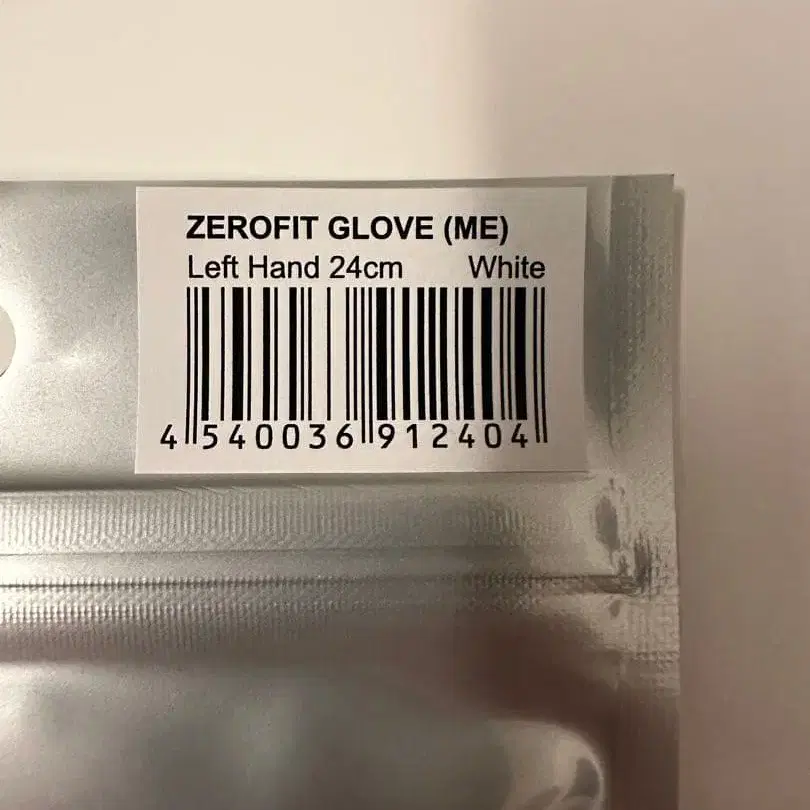 ZEROFIT GLOVE (ME)
Left Hand 24cm White
4 540036 912404